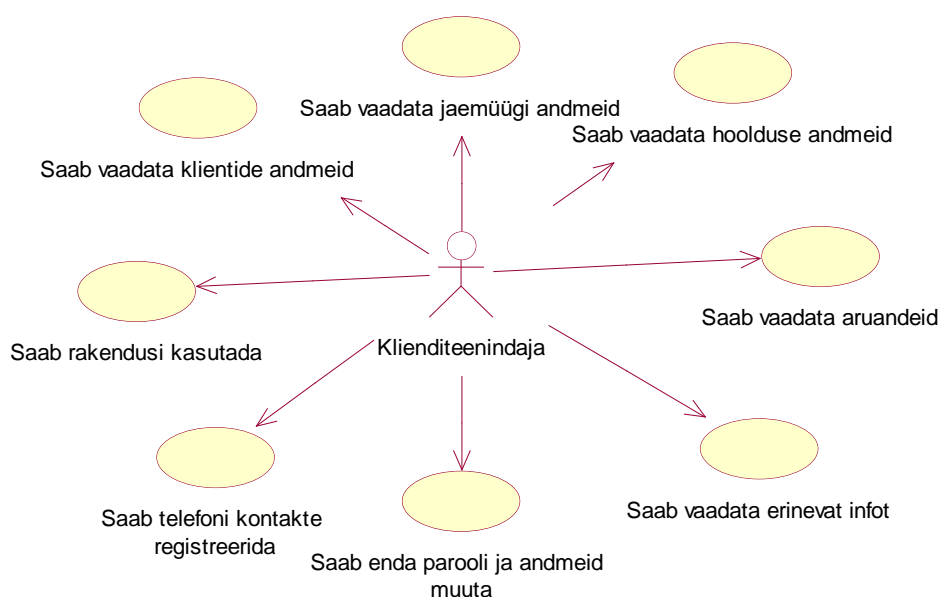 Saab vaadata jaemüügi andmeid
Saab vaadata hoolduse andmeid
Saab vaadata klientide andmeid
Saab vaadata aruandeid
Saab rakendusi kasutada
Klienditeenindaja
Saab vaadata erinevat infot
Saab telefoni kontakte
registreerida
Saab enda parooli ja andmeid
muuta